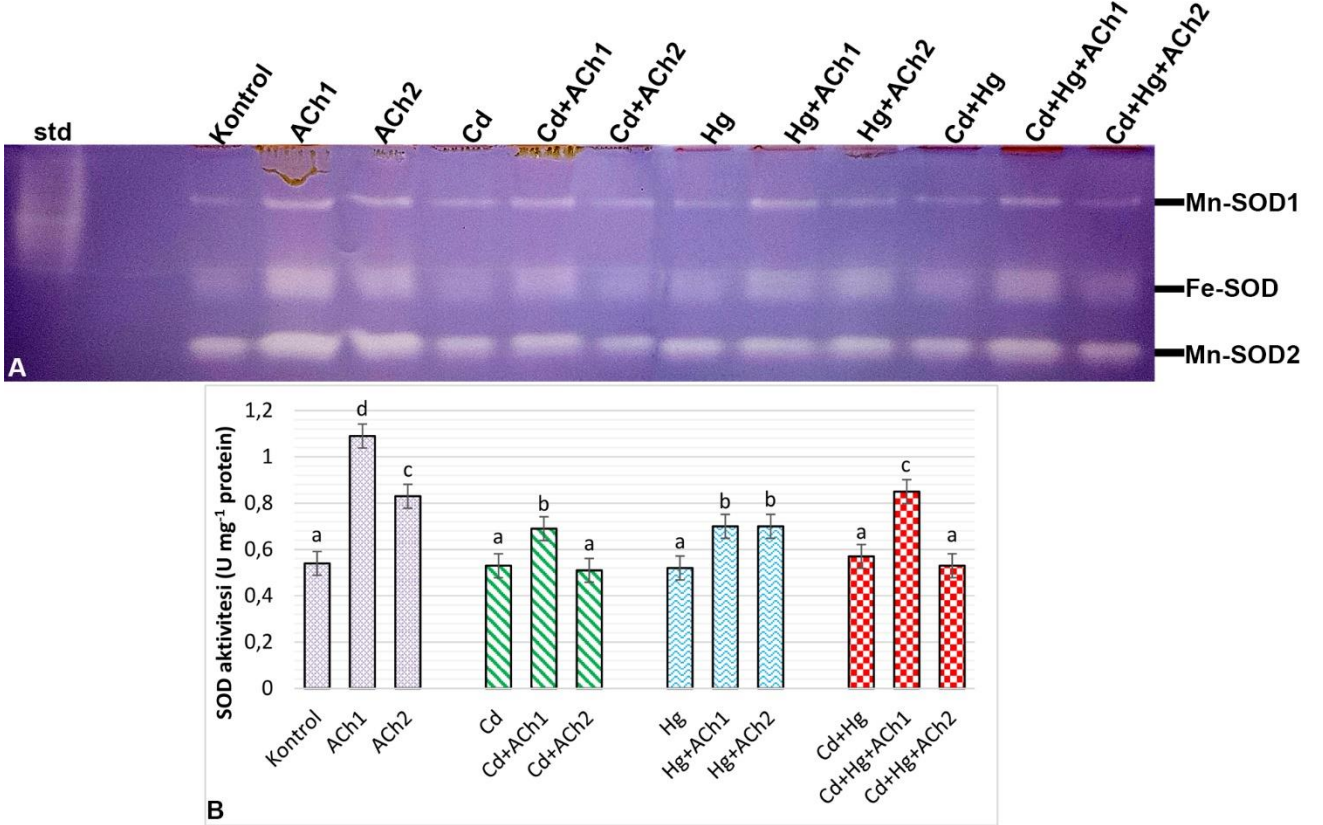 std
Kontrol
ACh1
ACh2
Cd
Cd+ACh1
Cd+ACh2
Hg
Hg+ACh1
Hg+ACh2
Cd+Hg
Cd+Hg+ACh1
Cd+Hg+ACh2
Mn-SOD1
Fe-SOD
Mn-SOD2
A
SOD aktivitesi (U mg⁻¹ protein)
1,2
1
0,8
0,6
0,4
0,2
0
a
d
c
a
b
a
a
b
b
a
c
a
Kontrol
ACh1
ACh2
Cd
Cd+ACh1
Cd+ACh2
Hg
Hg+ACh1
Hg+ACh2
Cd+Hg
Cd+Hg+ACh1
Cd+Hg+ACh2
B